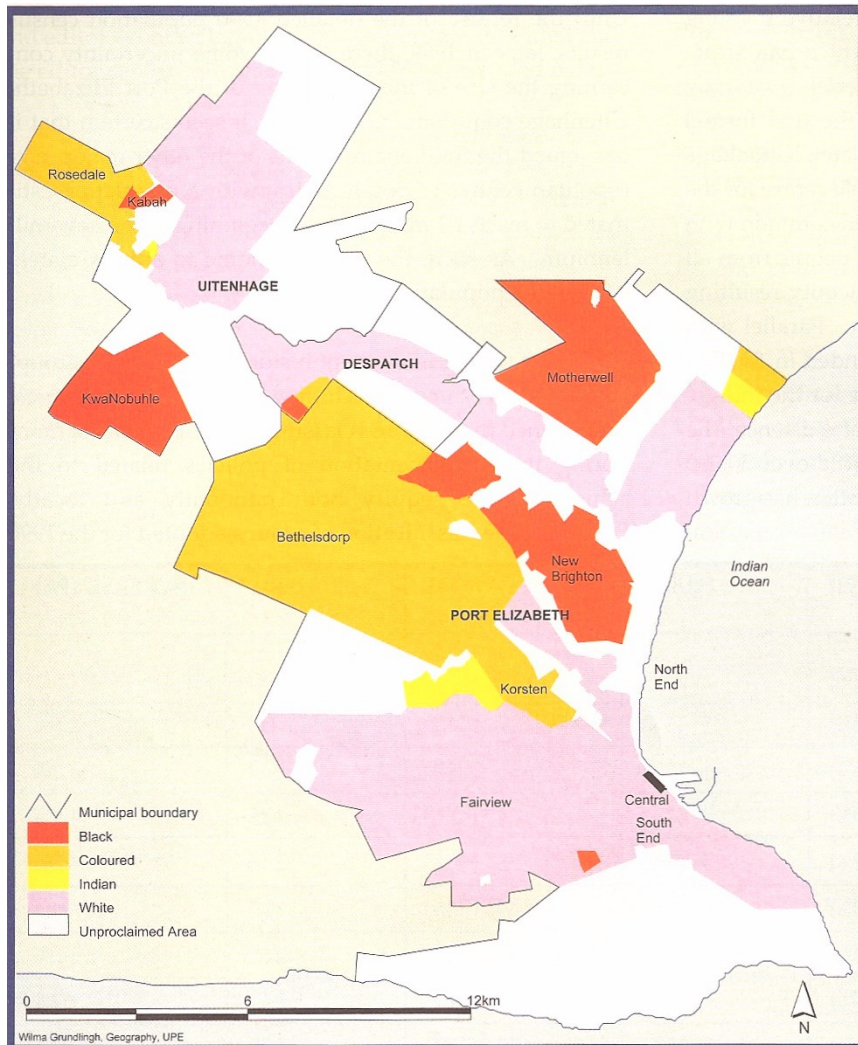 Rosedale
Kabah
UITENHAGE
DESPATCH
Motherwell
KwaNobuhle
Bethelsdorp
New
Brighton
Indian
Ocean
PORT ELIZABETH
North
End
Korsten
Fairview
Central
South
End
Municipal boundary
Black
Coloured
Indian
White
Unproclaimed Area
0 6 12km
N
Wilma Grundlingh, Geography, UPE